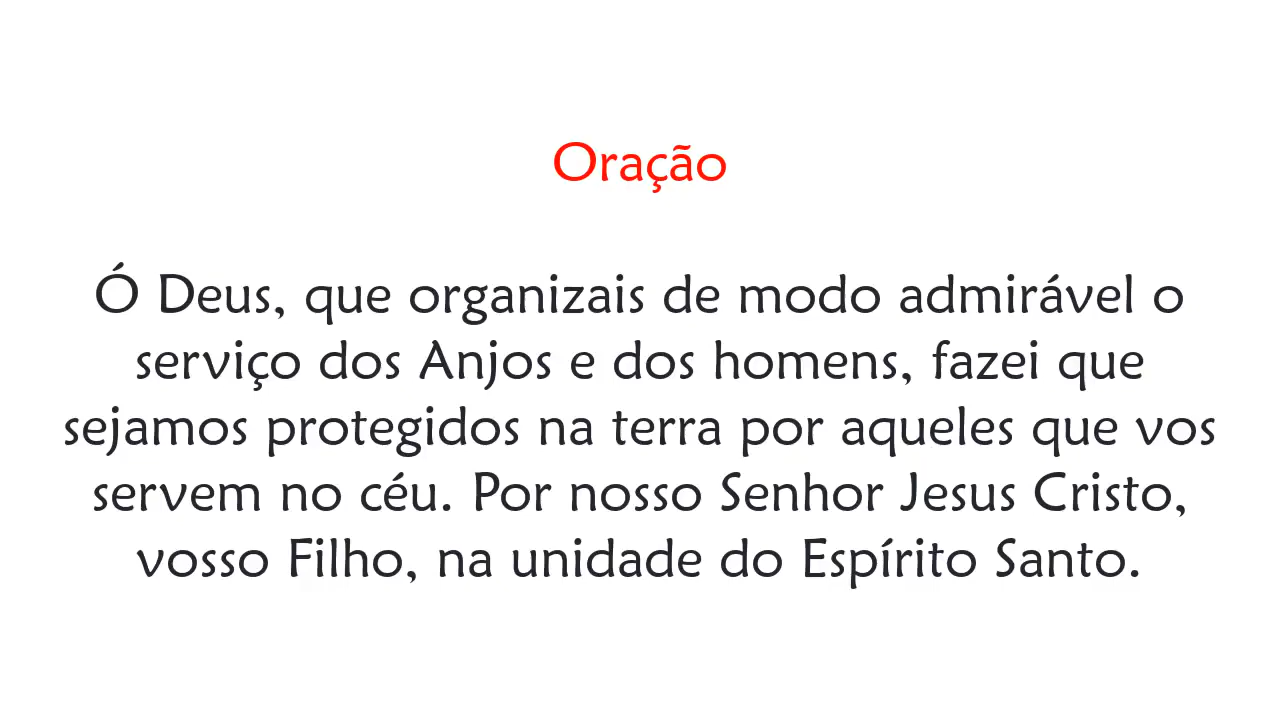 Oração
Ó Deus, que organizais de modo admirável o
serviço dos Anjos e dos homens, fazei que
sejamos protegidos na terra por aqueles que vos
servem no céu. Por nosso Senhor Jesus Cristo,
vosso Filho, na unidade do Espírito Santo.